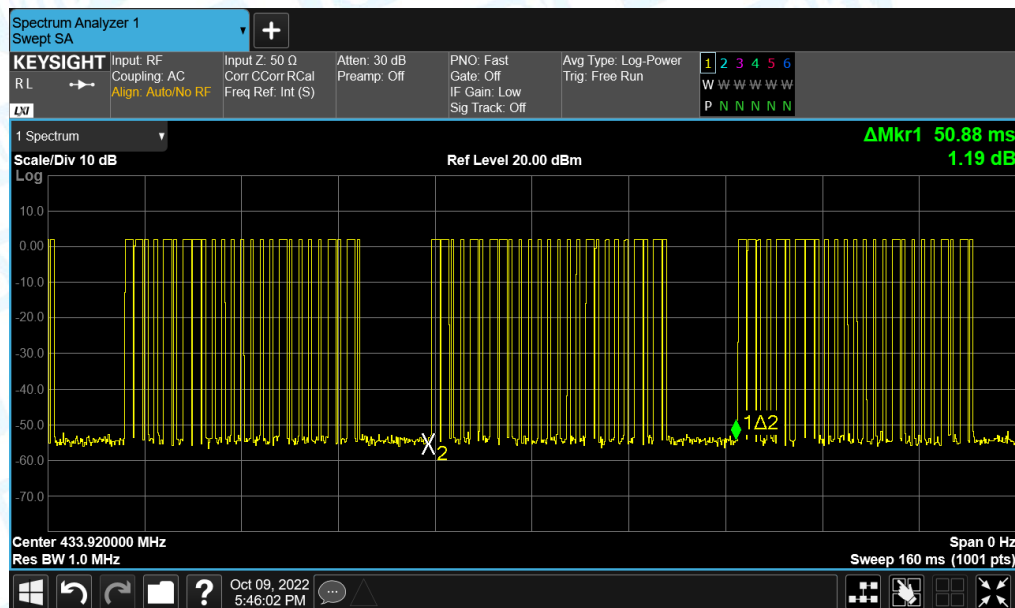 Spectrum Analyzer 1
Swept SA
+
KEYSIGHT
R L
LXI
Input: RF
Coupling: AC
Align: Auto/No RF
Input Z: 50 Ω
Corr CCorr RCal
Freq Ref: Int (S)
Atten: 30 dB
Preamp: Off
PNO: Fast
Gate: Off
IF Gain: Low
Sig Track: Off
Avg Type: Log-Power
Trig: Free Run
1 2 3 4 5 6
W W W W W W
P N N N N N
1 Spectrum
ΔMkr1 50.88 ms
Scale/Div 10 dB
Ref Level 20.00 dBm
1.19 dB
Log
10.0
0.00
-10.0
-20.0
-30.0
-40.0
-50.0
1Δ2
X2
-60.0
-70.0
Center 433.920000 MHz
Span 0 Hz
Res BW 1.0 MHz
Sweep 160 ms (1001 pts)
?
Oct 09, 2022
5:46:02 PM